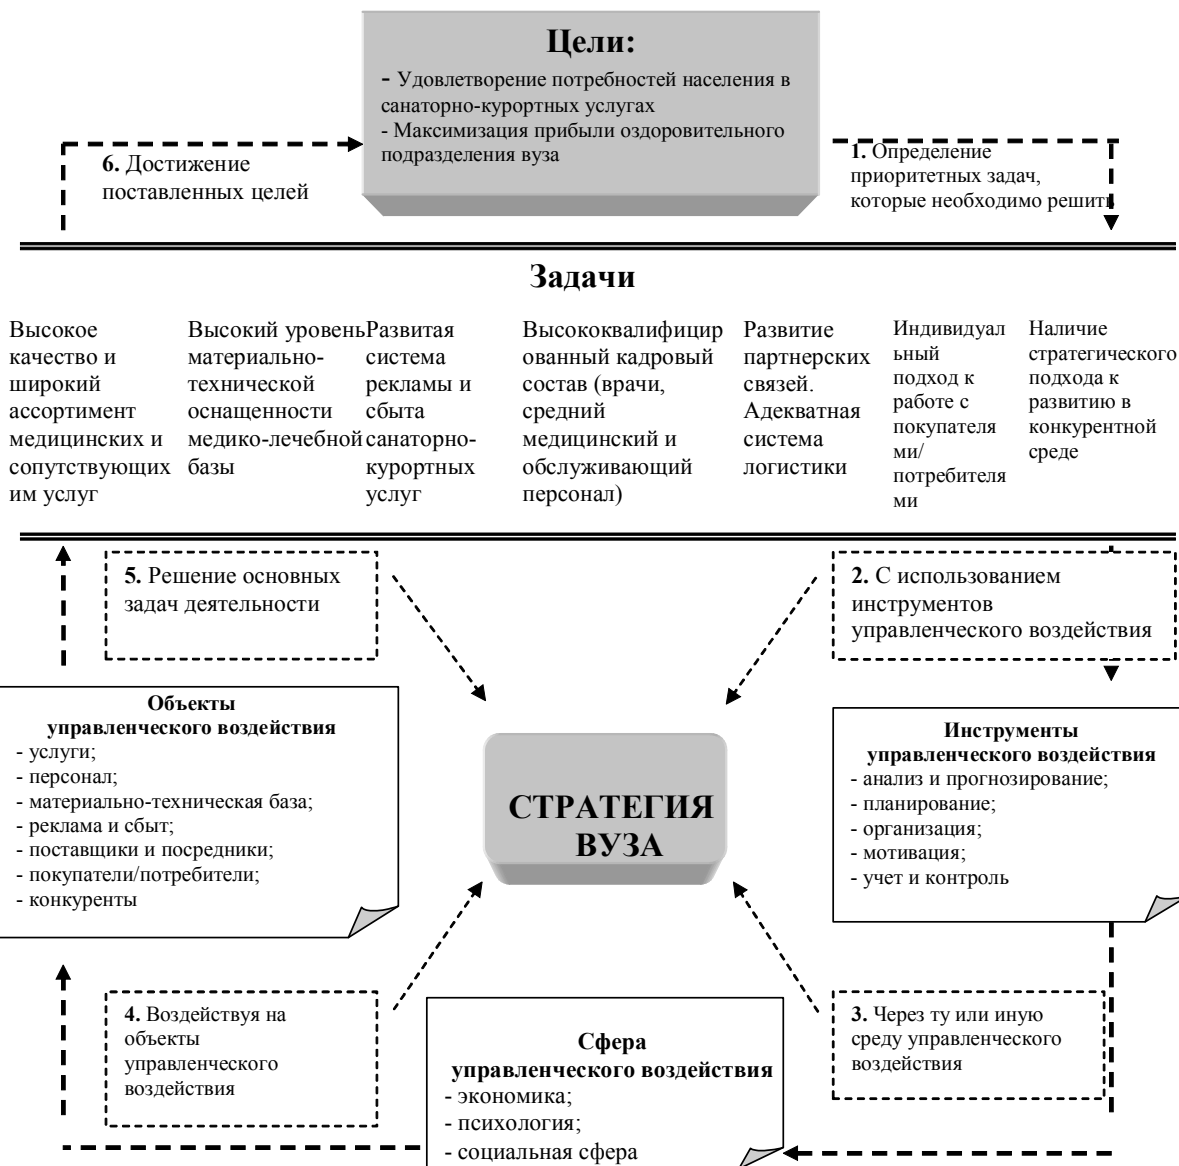 Цели:
- Удовлетворение потребностей населения в
санаторно-курортных услугах
- Максимизация прибыли оздоровительного
подразделения вуза
6. Достижение
поставленных целей
1. Определение
приоритетных задач,
которые необходимо решить
Задачи
Высокое
качество и
широкий
ассортимент
медицинских и
сопутствующих
им услуг
Высокий уровень
материально-
технической
оснащенности
медико-лечебной
базы
Развитая
система
рекламы и
сбыта
санаторно-
курортных
услуг
Высококвалифицир
ованный кадровый
состав (врачи,
средний
медицинский и
обслуживающий
персонал)
Развитие
партнерских
связей.
Адекватная
система
логистики
Индивидуал
ьный
подход к
работе с
покупателя
ми/
потребителя
ми
Наличие
стратегического
подхода к
развитию в
конкурентной
среде
5. Решение основных
задач деятельности
2. С использованием
инструментов
управленческого воздействия
Объекты
управленческого воздействия
- услуги;
- персонал;
- материально-техническая база;
- реклама и сбыт;
- поставщики и посредники;
- покупатели/потребители;
- конкуренты
СТРАТЕГИЯ
ВУЗА
Инструменты
управленческого воздействия
- анализ и прогнозирование;
- планирование;
- организация;
- мотивация;
- учет и контроль
4. Воздействуя на
объекты
управленческого
воздействия
Сфера
управленческого воздействия
- экономика;
- психология;
- социальная сфера
3. Через ту или иную
среду управленческого
воздействия